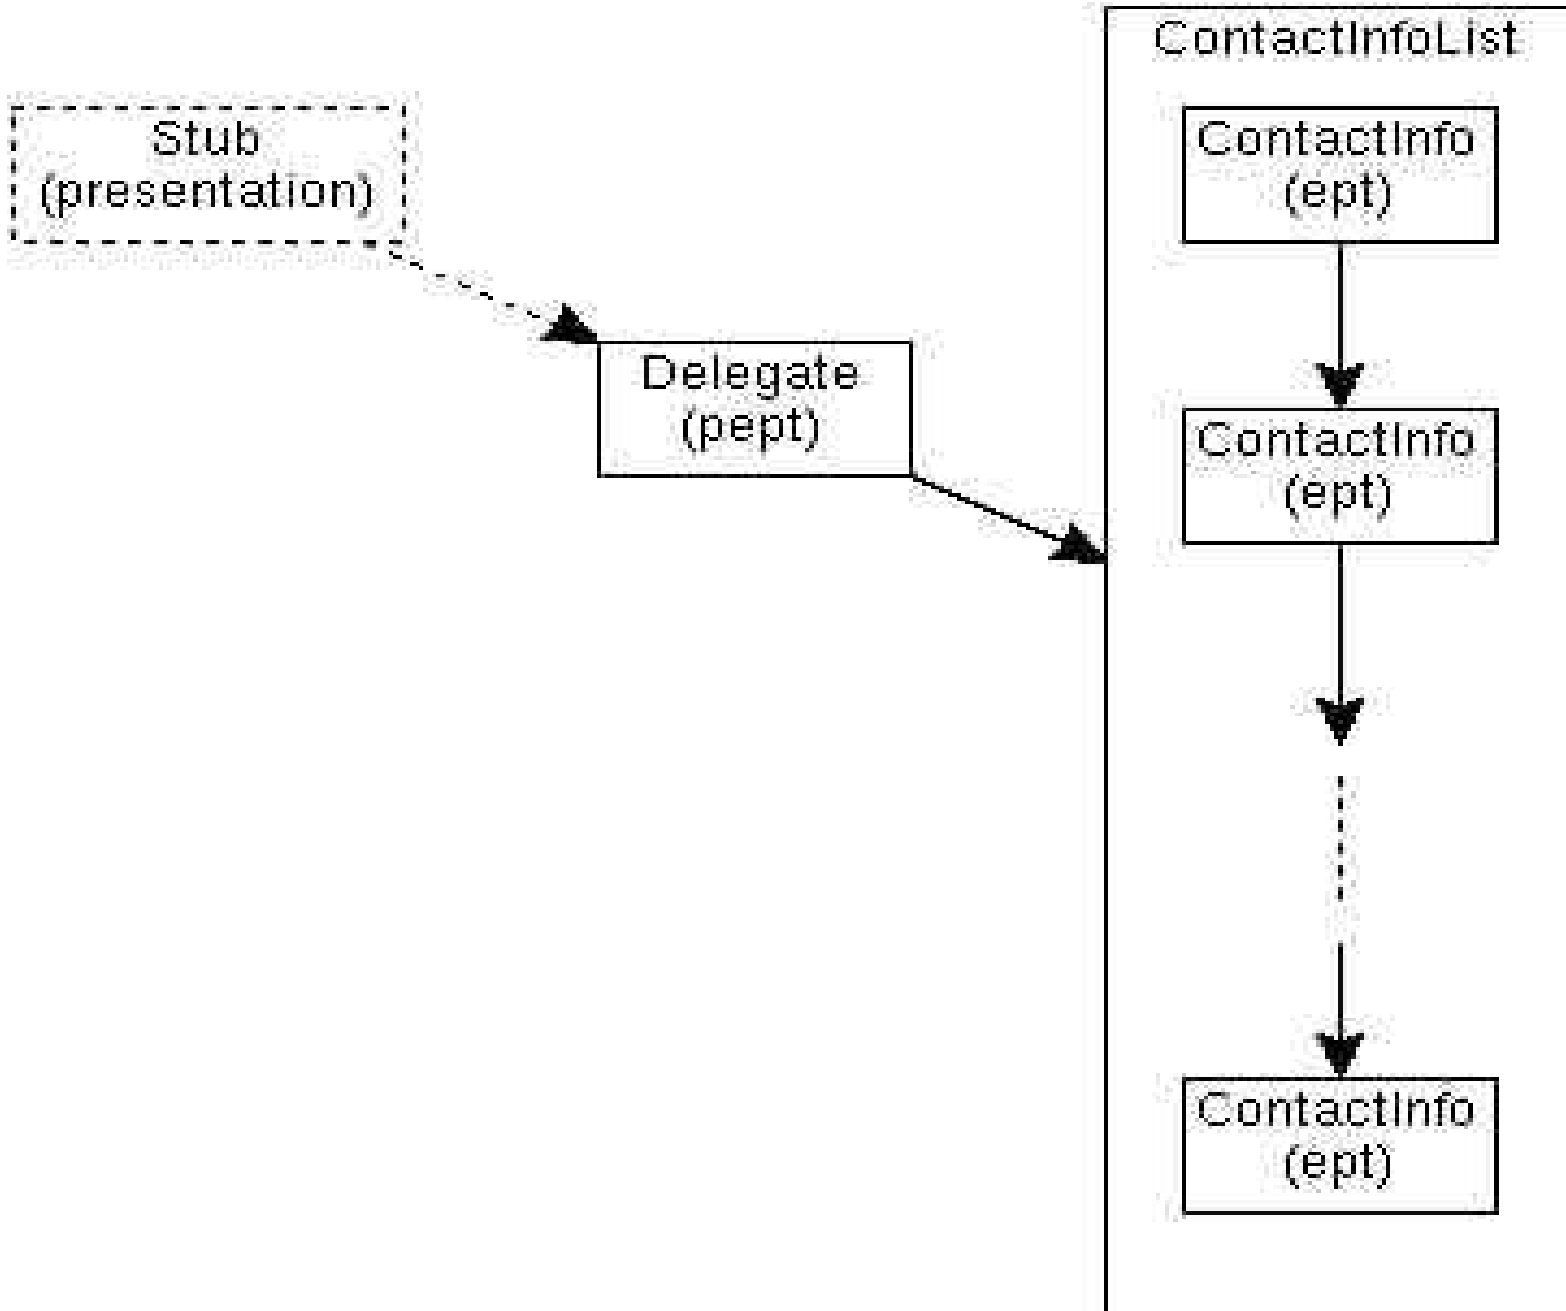 ContactInfoList
Stub
(presentation)
ContactInfo
(ept)
Delegate
(pept)
ContactInfo
(ept)
ContactInfo
(ept)